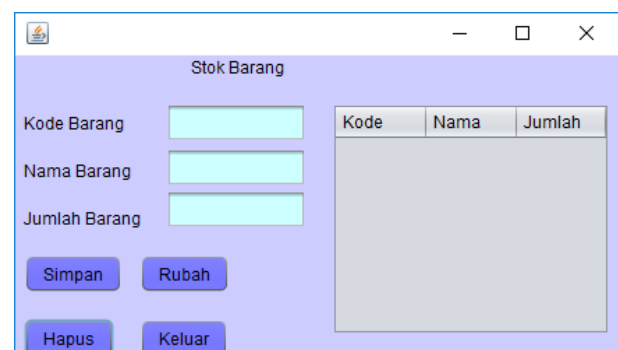 Stok Barang
Kode Barang
Nama Barang
Jumlah Barang
Kode Nama Jumlah
Simpan Rubah
Hapus Keluar